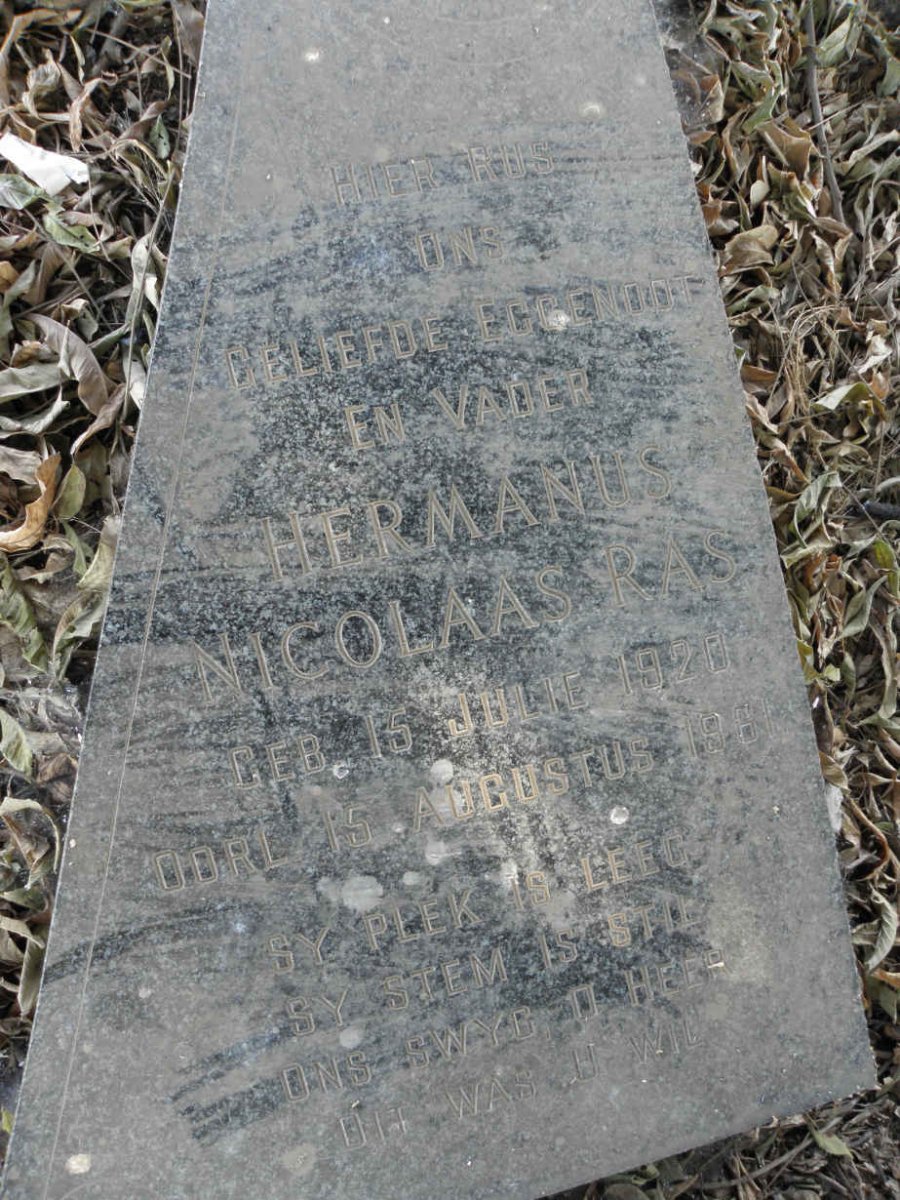 HIER RUS
ONS
GELIEFDE EGGENOOT
EN VADER
HERMANUS
NICOLAAS RAS
GEB 15 JULIE 1920
OORL 15 AUGUSTUS 1961
SY PLEK IS LEEG
SY STEM IS STIL
ONS SWYG, O HEER
DIT WAS U WIL